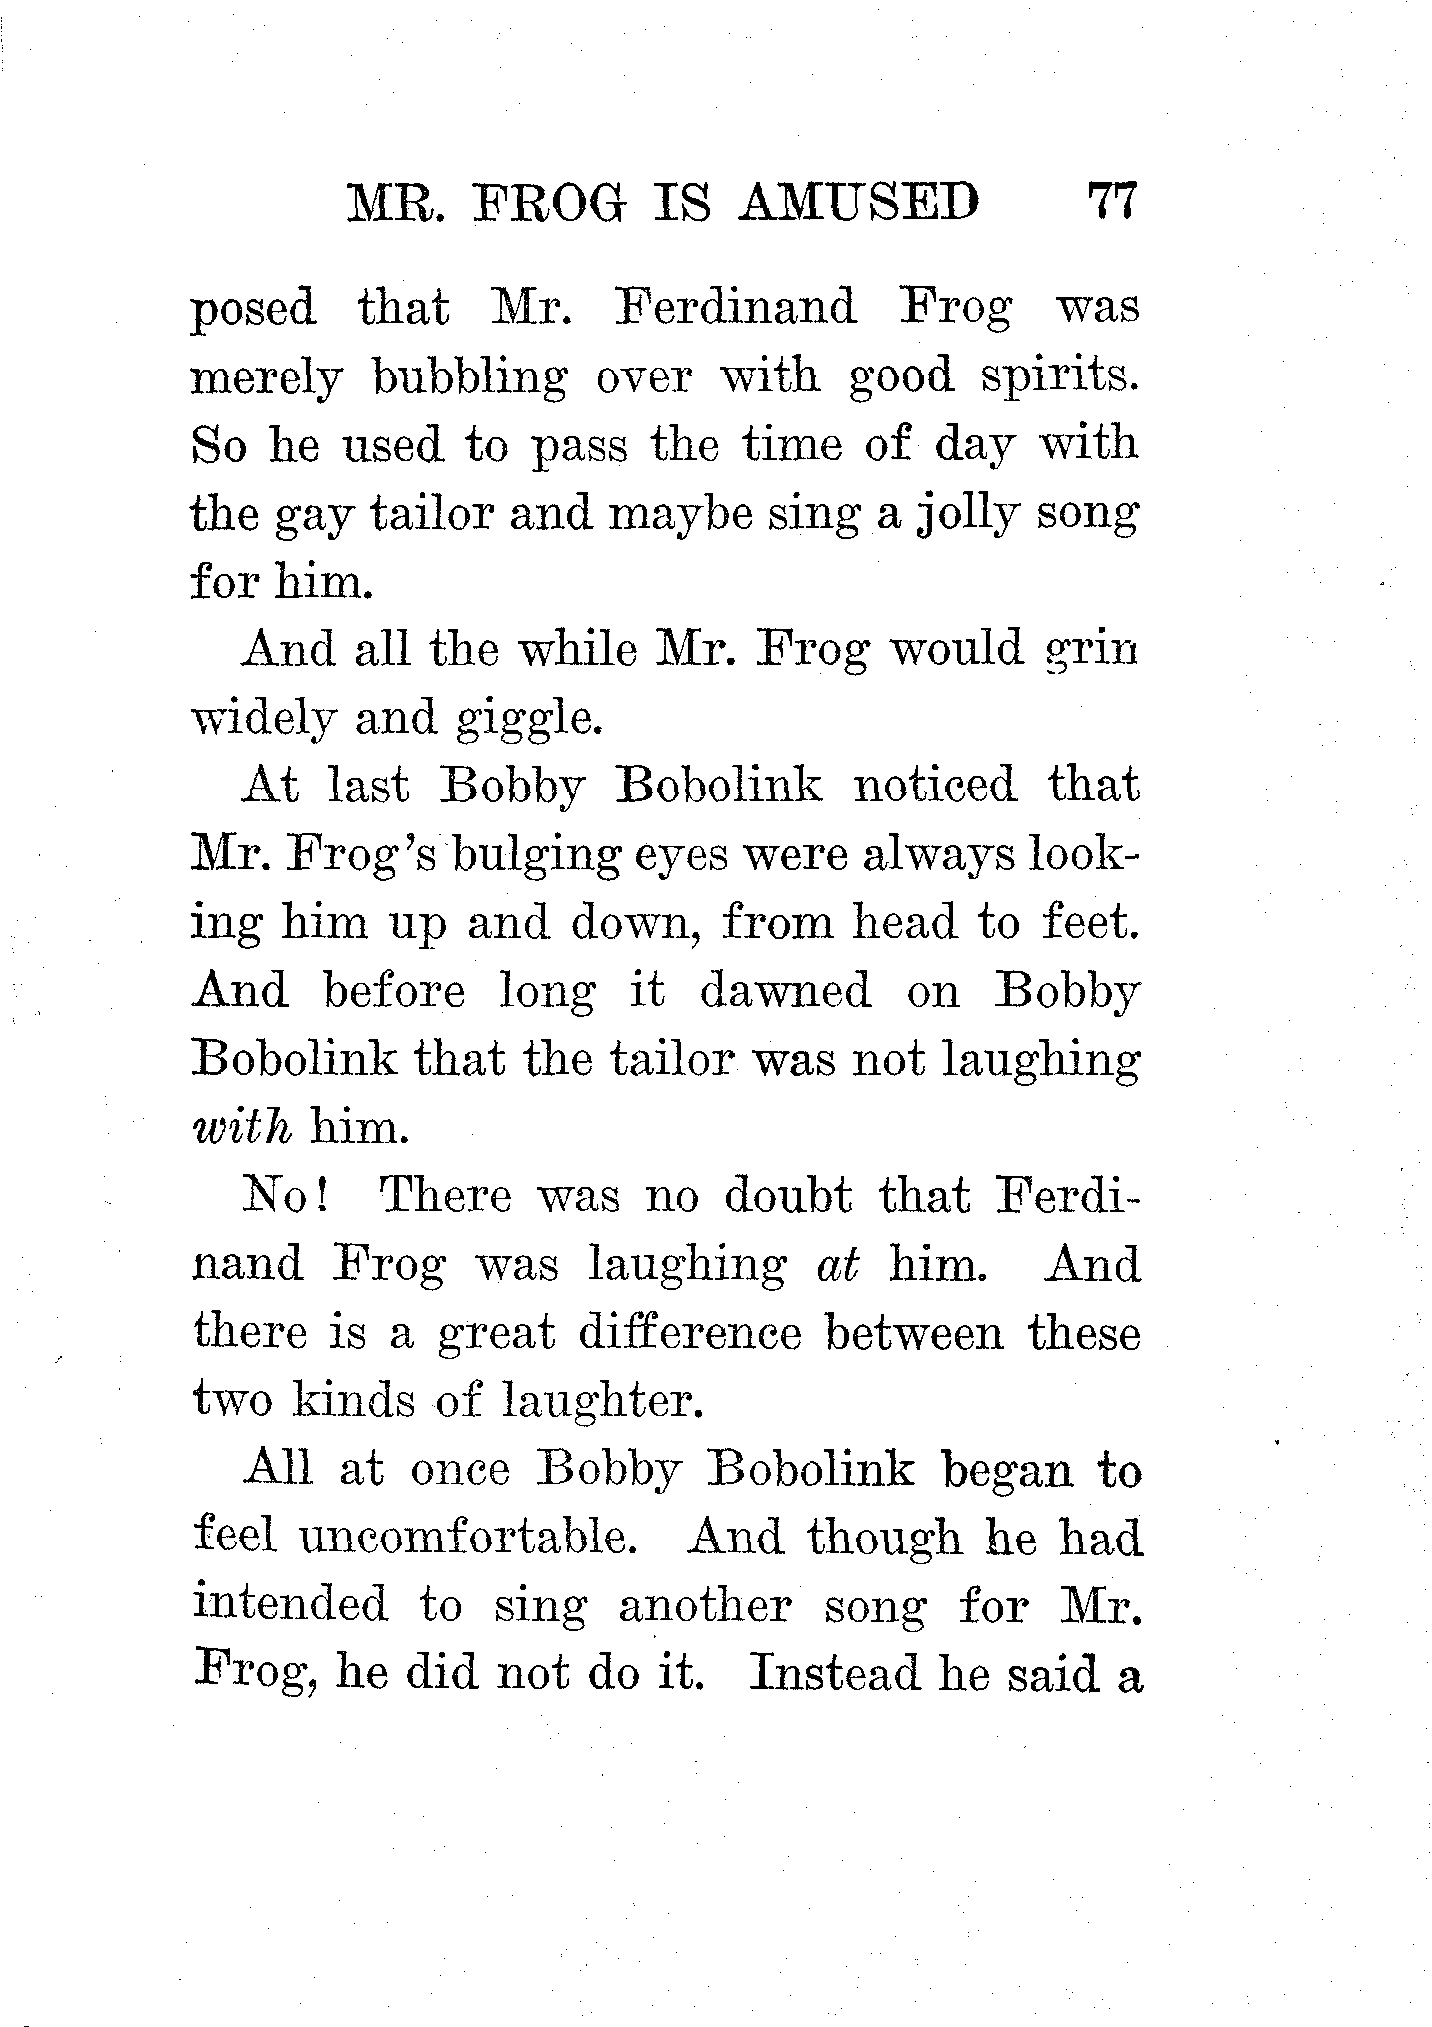 MR. FROG IS AMUSED 77
posed that Mr. Ferdinand Frog was
merely bubbling over with good spirits.
So he used to pass the time of day with
the gay tailor and maybe sing a jolly song
for him.
And all the while Mr. Frog would grin
widely and giggle.
At last Bobby Bobolink noticed that
Mr. Frog's bulging eyes were always look-
ing him up and down, from head to feet.
And before long it dawned on Bobby
Bobolink that the tailor was not laughing
with him.
No! There was no doubt that Ferdi-
nand Frog was laughing at him. And
there is a great difference between these
two kinds of laughter.
All at once Bobby Bobolink began to
feel uncomfortable. And though he had
intended to sing another song for Mr.
Frog, he did not do it. Instead he said a